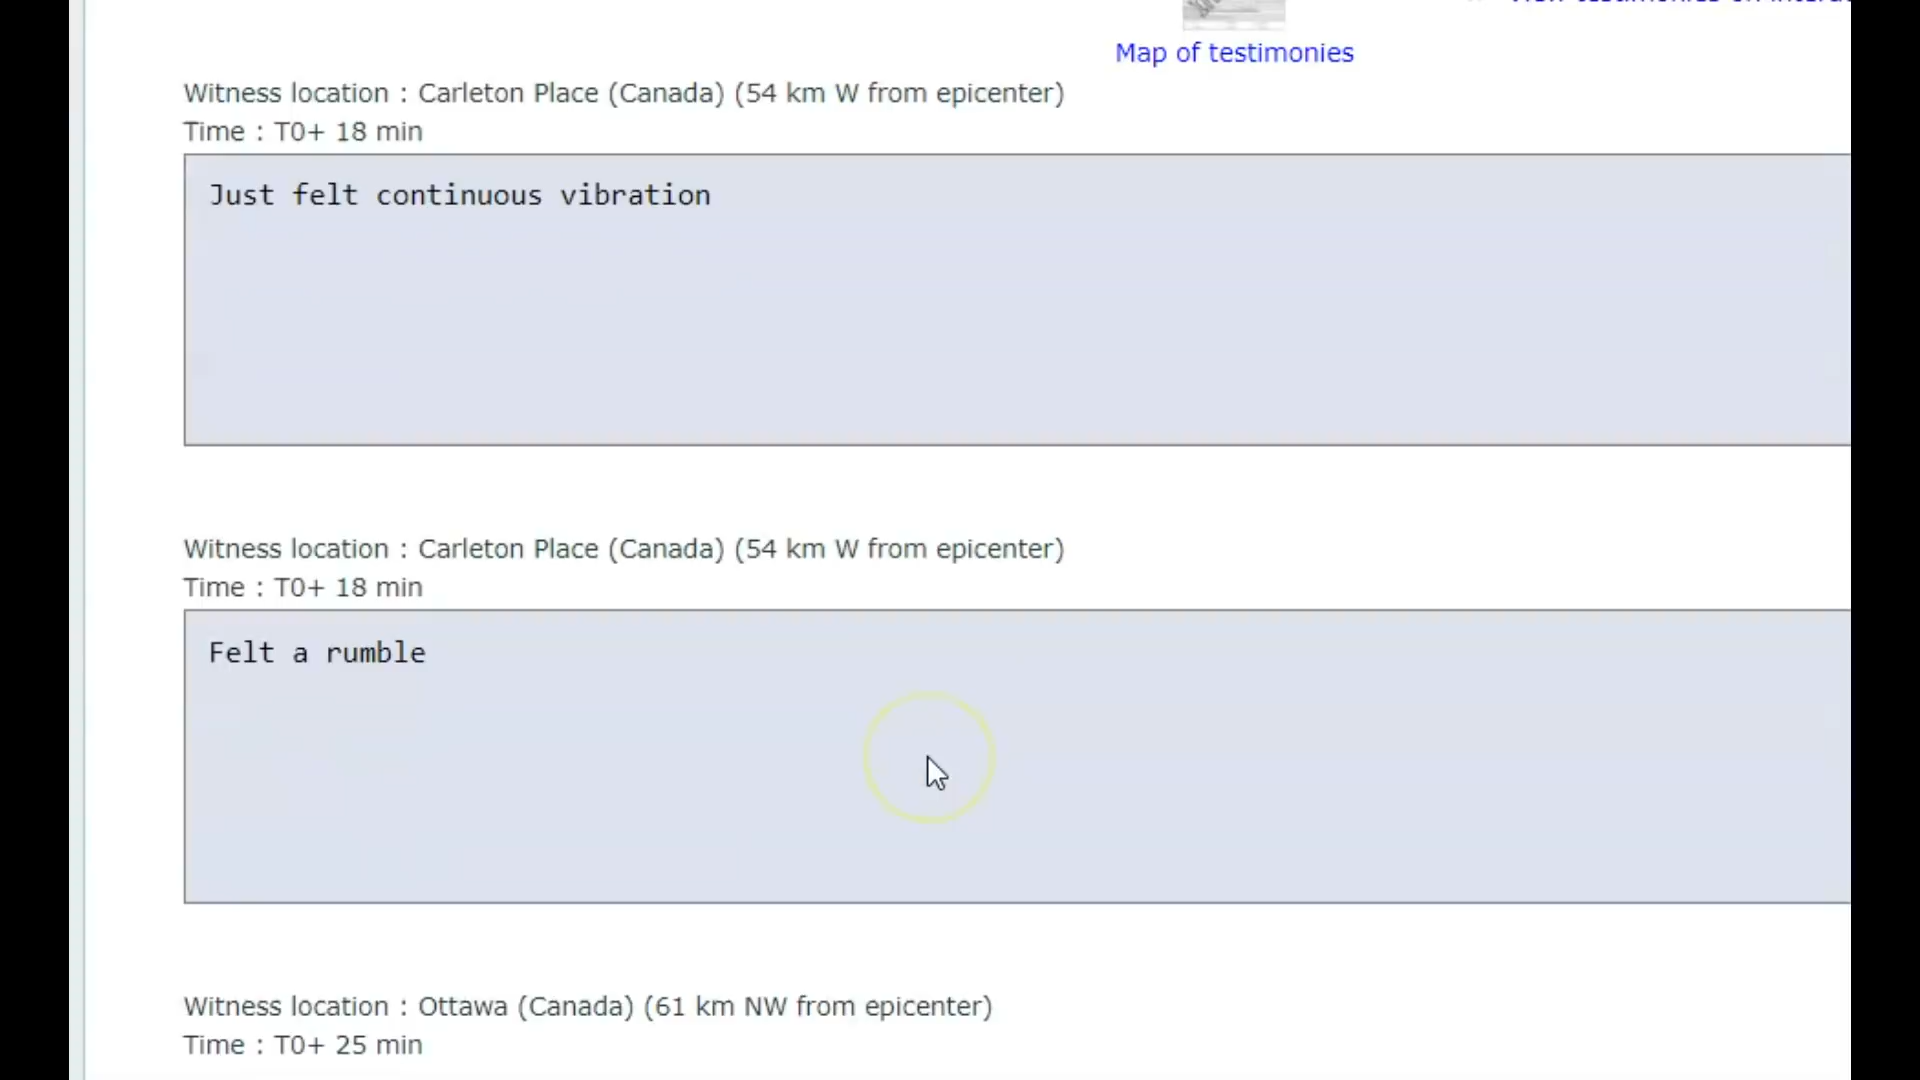 Map of testimonies
Witness location : Carleton Place (Canada) (54 km W from epicenter)
Time : T0+ 18 min
Just felt continuous vibration
Witness location : Carleton Place (Canada) (54 km W from epicenter)
Time : T0+ 18 min
Felt a rumble
Witness location : Ottawa (Canada) (61 km NW from epicenter)
Time : T0+ 25 min